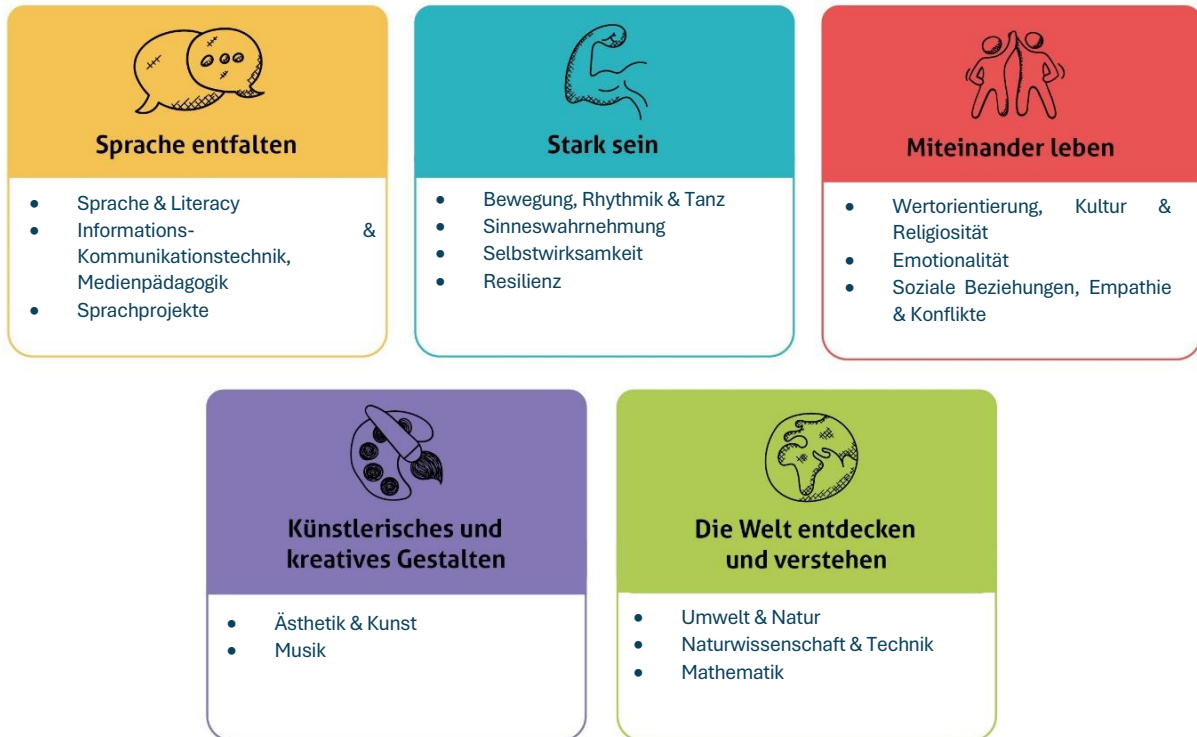 Sprache entfalten
• Sprache & Literacy
• Informations- &
Kommunikationstechnik,
Medienpädagogik
• Sprachprojekte
Stark sein
• Bewegung, Rhythmik & Tanz
• Sinneswahrnehmung
• Selbstwirksamkeit
• Resilienz
Miteinander leben
• Wertorientierung, Kultur &
Religiosität
• Emotionalität
• Soziale Beziehungen, Empathie
& Konflikte
Künstlerisches und
kreatives Gestalten
• Ästhetik & Kunst
• Musik
Die Welt entdecken
und verstehen
• Umwelt & Natur
• Naturwissenschaft & Technik
• Mathematik